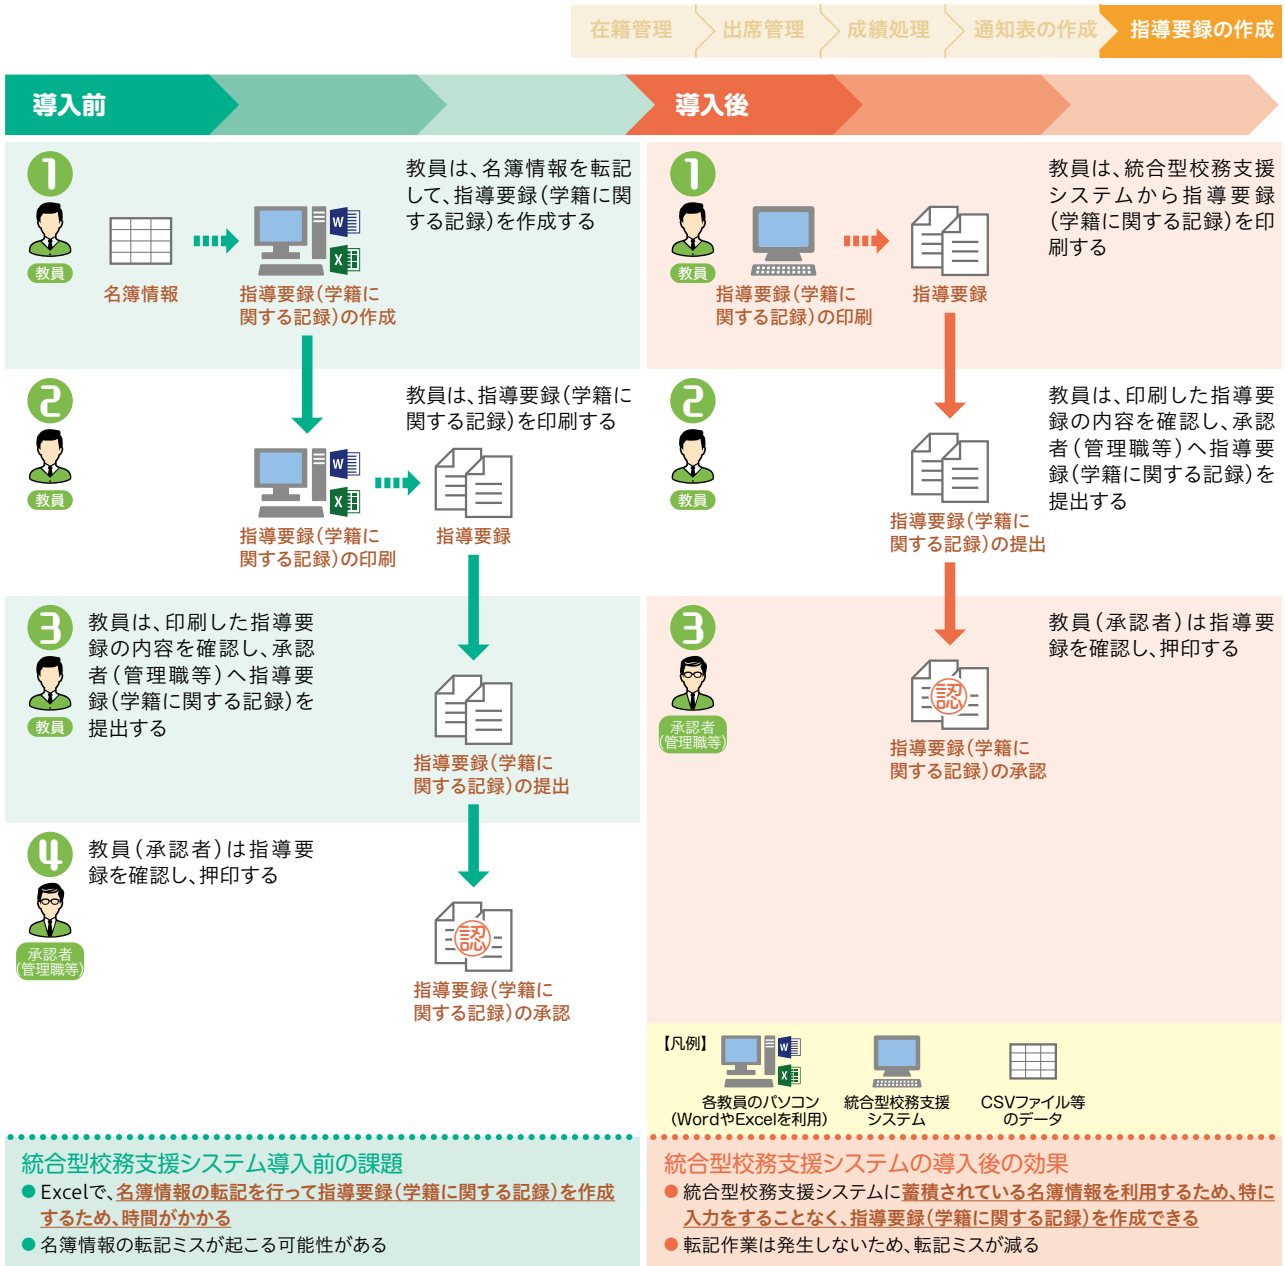 在籍管理
出席管理
成績処理
通知表の作成
指導要録の作成
導入前
1
教員
名簿情報
指導要録(学籍に
関する記録)の作成
教員は、名簿情報を転記
して、指導要録(学籍に関
する記録)を作成する
2
教員
指導要録(学籍に
関する記録)の印刷
指導要録
教員は、指導要録(学籍に
関する記録)を印刷する
3
教員
教員は、印刷した指導要
録の内容を確認し、承認
者(管理職等)へ指導要
録(学籍に関する記録)を
提出する
指導要録(学籍に
関する記録)の提出
4
承認者
(管理職等)
教員(承認者)は指導要
録を確認し、押印する
認
指導要録(学籍に
関する記録)の承認
統合型校務支援システム導入前の課題
●Excelで、名簿情報の転記を行って指導要録(学籍に関する記録)を作成
するため、時間がかかる
●名簿情報の転記ミスが起こる可能性がある
導入後
1
教員
指導要録(学籍に
関する記録)の印刷
指導要録
教員は、統合型校務支援
システムから指導要録
(学籍に関する記録)を印
刷する
2
教員
教員は、印刷した指導要
録の内容を確認し、承認
者(管理職等)へ指導要
録(学籍に関する記録)を
提出する
指導要録(学籍に
関する記録)の提出
3
承認者
(管理職等)
教員(承認者)は指導要
録を確認し、押印する
認
指導要録(学籍に
関する記録)の承認
【凡例】
各教員のパソコン
(WordやExcelを利用)
統合型校務支援
システム
CSVファイル等
のデータ
統合型校務支援システムの導入後の効果
●統合型校務支援システムに蓄積されている名簿情報を利用するため、特に
入力をすることなく、指導要録(学籍に関する記録)を作成できる
●転記作業は発生しないため、転記ミスが減る